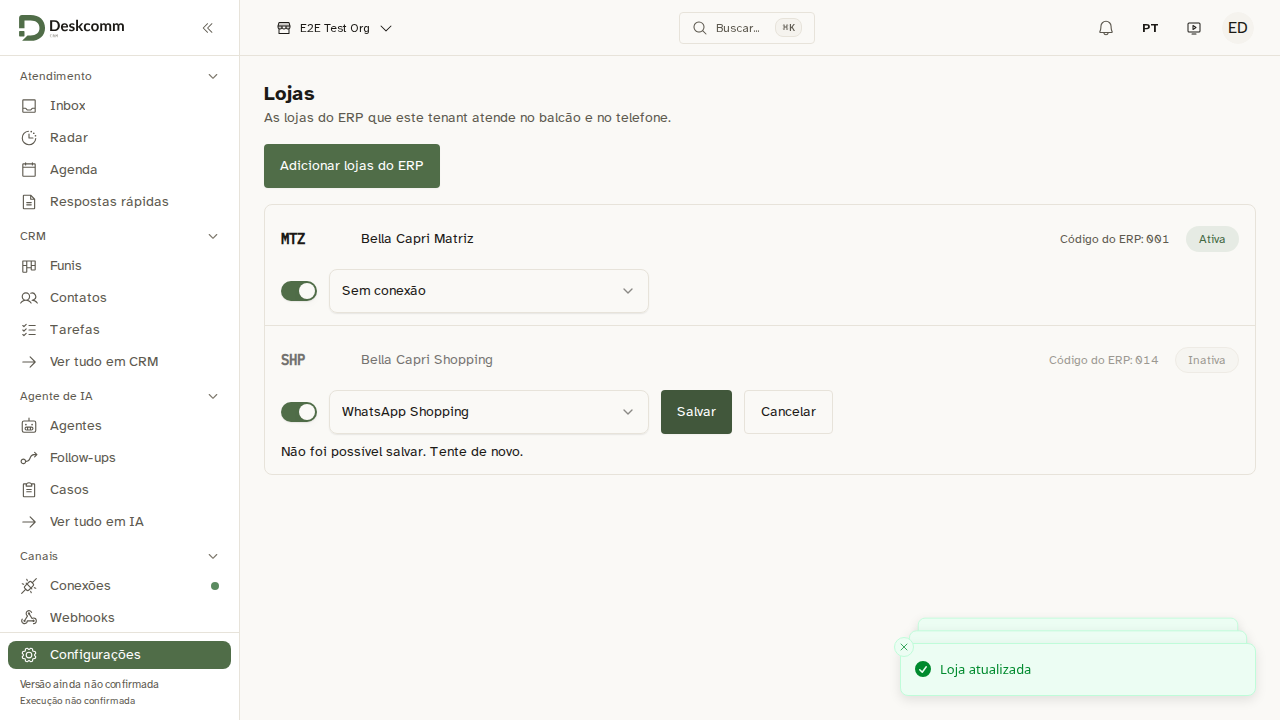 Deskcomm
E2E Test Org
Buscar...
⌘K
PT
ED
Atendimento
Inbox
Radar
Agenda
Respostas rápidas
CRM
Funis
Contatos
Tarefas
Ver tudo em CRM
Agente de IA
Agentes
Follow-ups
Casos
Ver tudo em IA
Canais
Conexões
Webhooks
Configurações
Versão ainda não confirmada
Execução não confirmada
Lojas
As lojas do ERP que este tenant atende no balcão e no telefone.
Adicionar lojas do ERP
MTZ Bella Capri Matriz Código do ERP: 001 Ativa
Sem conexão
SHP Bella Capri Shopping Código do ERP: 014 Inativa
WhatsApp Shopping Salvar Cancelar
Não foi possivel salvar. Tente de novo.
Loja atualizada